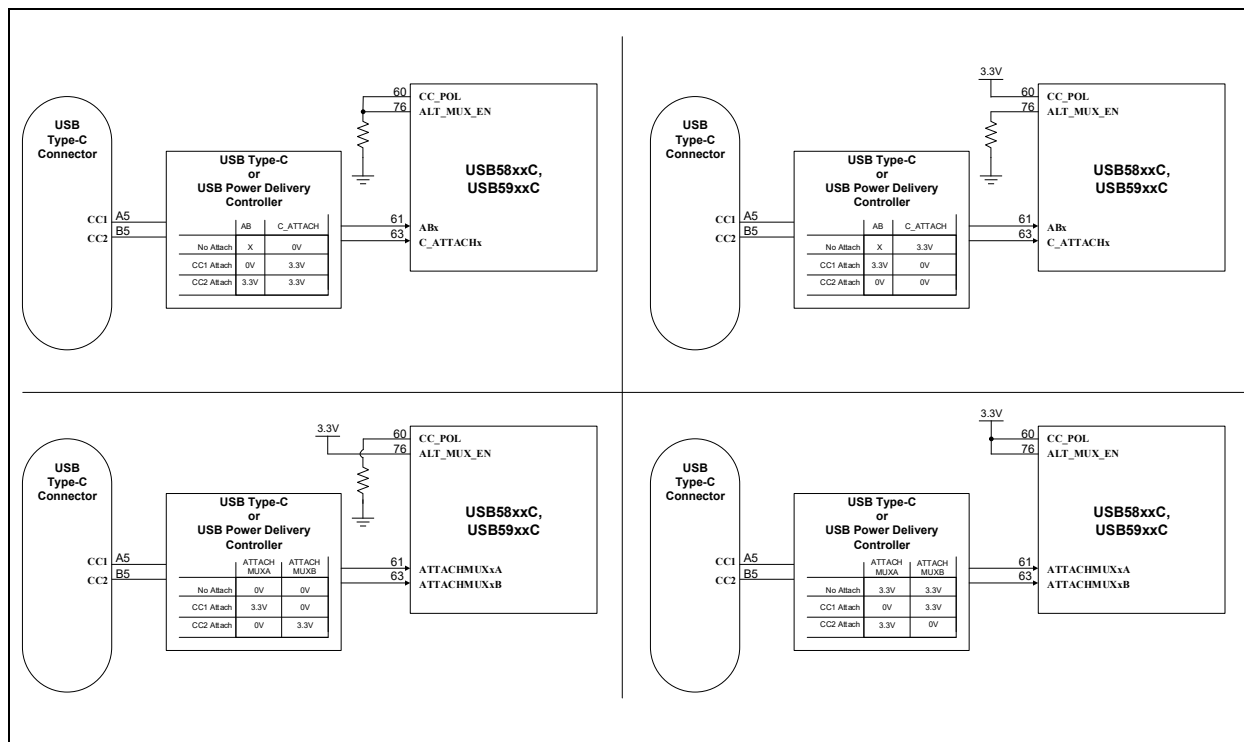 USB
Type-C
Connector
CC1 A5
CC2 B5
USB Type-C
or
USB Power Delivery
Controller
AB C_ATTACH
No Attach X 0V
CC1 Attach 0V 3.3V
CC2 Attach 3.3V 3.3V
60 CC_POL
76 ALT_MUX_EN
USB58xxC,
USB59xxC
61 ABx
63 C_ATTACHx
USB
Type-C
Connector
CC1 A5
CC2 B5
USB Type-C
or
USB Power Delivery
Controller
AB C_ATTACH
No Attach X 3.3V
CC1 Attach 3.3V 0V
CC2 Attach 0V 0V
3.3V
60 CC_POL
76 ALT_MUX_EN
USB58xxC,
USB59xxC
61 ABx
63 C_ATTACHx
USB
Type-C
Connector
CC1 A5
CC2 B5
USB Type-C
or
USB Power Delivery
Controller
ATTACH ATTACH
MUXA MUXB
No Attach 0V 0V
CC1 Attach 3.3V 0V
CC2 Attach 0V 3.3V
3.3V
60 CC_POL
76 ALT_MUX_EN
USB58xxC,
USB59xxC
61 ATTACHMUXxA
63 ATTACHMUXxB
USB
Type-C
Connector
CC1 A5
CC2 B5
USB Type-C
or
USB Power Delivery
Controller
ATTACH ATTACH
MUXA MUXB
No Attach 3.3V 3.3V
CC1 Attach 0V 3.3V
CC2 Attach 3.3V 0V
3.3V
60 CC_POL
76 ALT_MUX_EN
USB58xxC,
USB59xxC
61 ATTACHMUXxA
63 ATTACHMUXxB